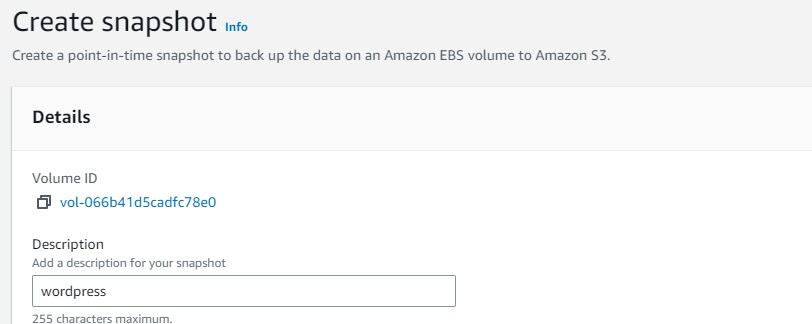 Create snapshot Info
Create a point-in-time snapshot to back up the data on an Amazon EBS volume to Amazon S3.
Details
Volume ID
vol-066b41d5cadfc78e0
Description
Add a description for your snapshot
wordpress
255 characters maximum.